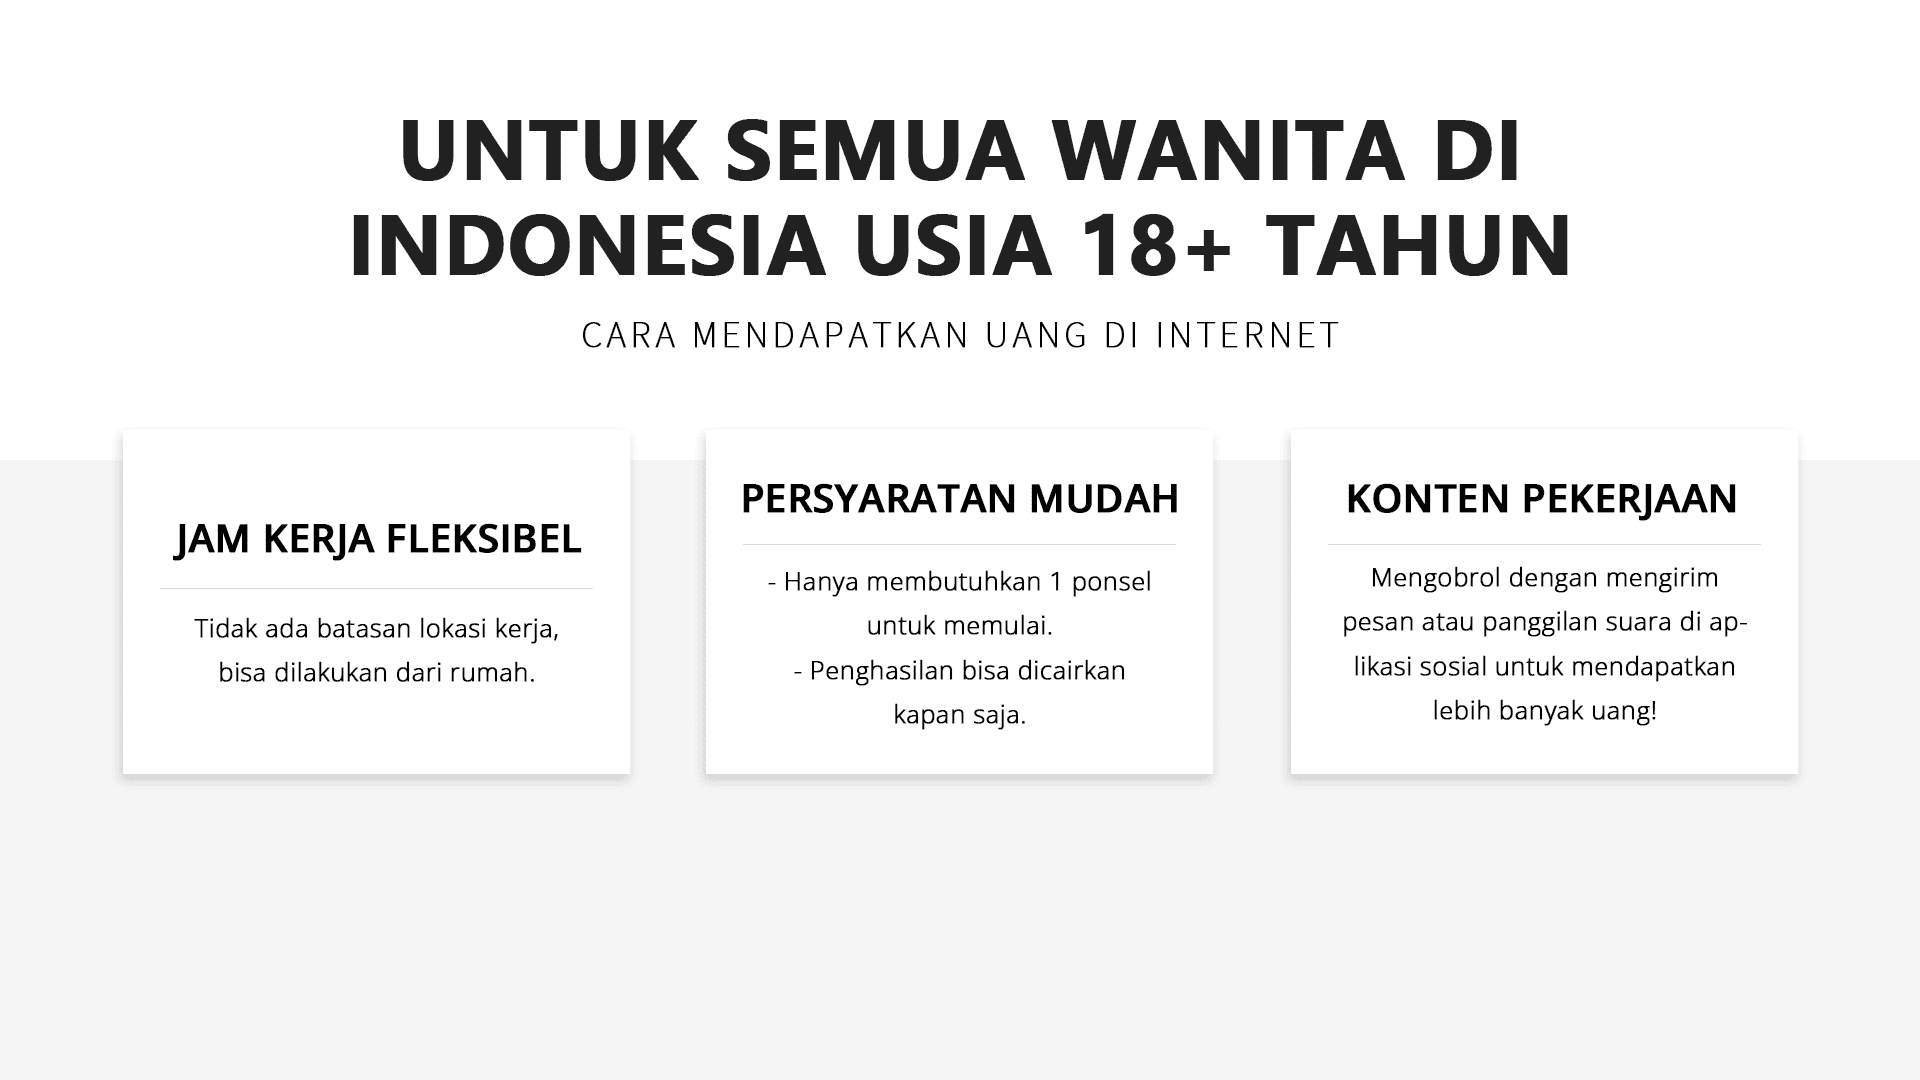 UNTUK SEMUA WANITA DI
INDONESIA USIA 18+ TAHUN
CARA MENDAPATKAN UANG DI INTERNET
JAM KERJA FLEKSIBEL
Tidak ada batasan lokasi kerja,
bisa dilakukan dari rumah.
PERSYARATAN MUDAH
- Hanya membutuhkan 1 ponsel
untuk memulai.
- Penghasilan bisa dicairkan
kapan saja.
KONTEN PEKERJAAN
Mengobrol dengan mengirim
pesan atau panggilan suara di ap-
likasi sosial untuk mendapatkan
lebih banyak uang!